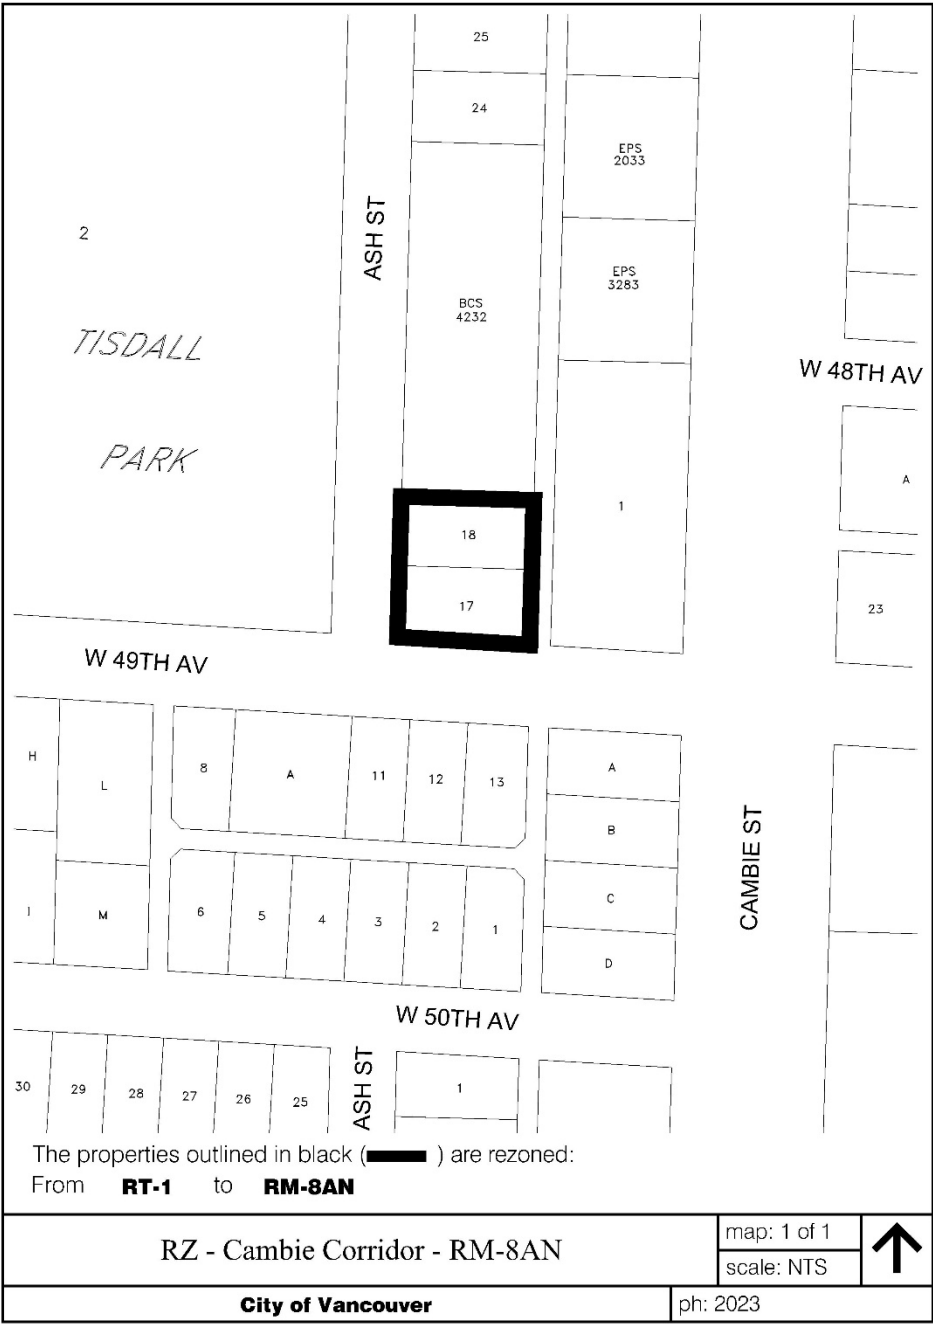 25
24
EPS
2033
ASH ST
2
EPS
3283
BCS
4232
TISDALL
W 48TH AV
PARK
A
1
18
17
23
W 49TH AV
H
L
8
A
11
12
13
A
B
C
D
CAMBIE ST
I
M
6
5
4
3
2
1
W 50TH AV
30
29
28
27
26
25
ASH ST
1
The properties outlined in black ( ) are rezoned:
From RT-1 to RM-8AN
RZ - Cambie Corridor - RM-8AN
map: 1 of 1
scale: NTS
City of Vancouver
ph: 2023